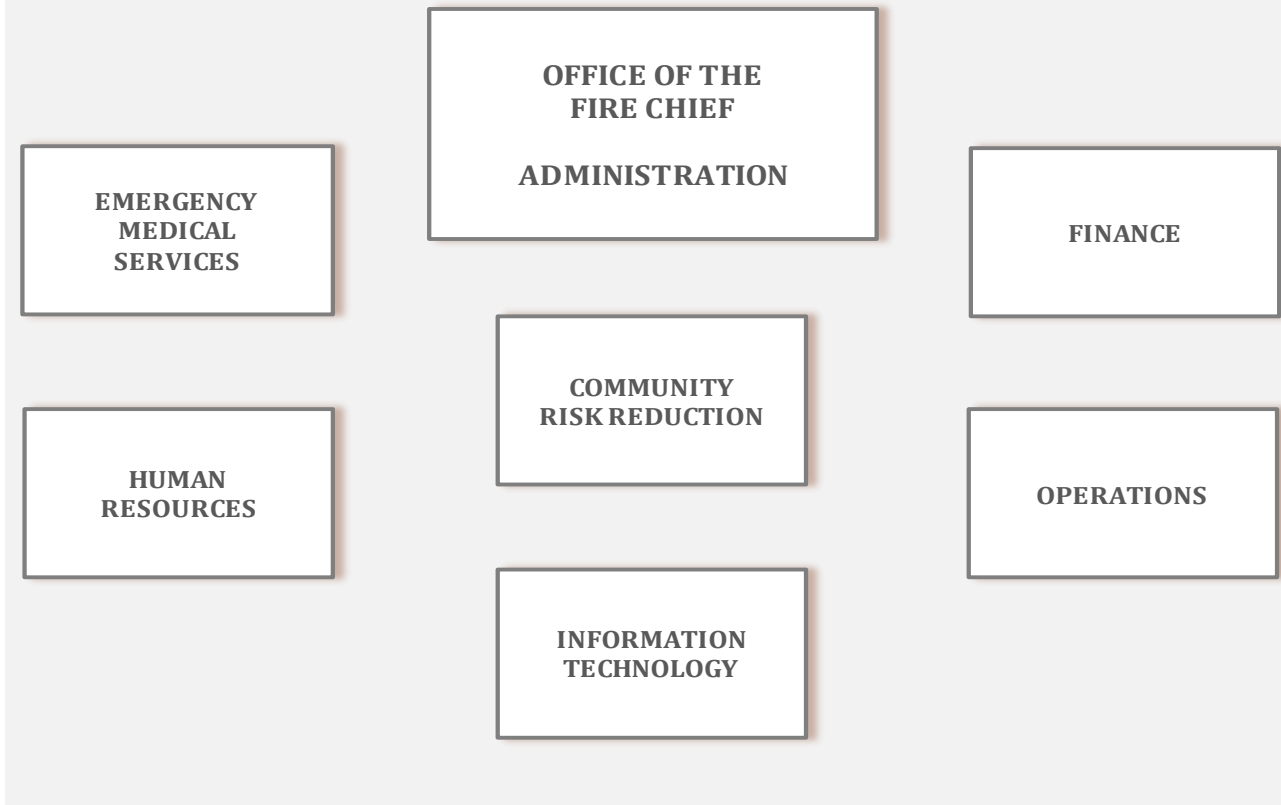 OFFICE OF THE
FIRE CHIEF
ADMINISTRATION
EMERGENCY
MEDICAL
SERVICES
FINANCE
COMMUNITY
RISK REDUCTION
HUMAN
RESOURCES
OPERATIONS
INFORMATION
TECHNOLOGY